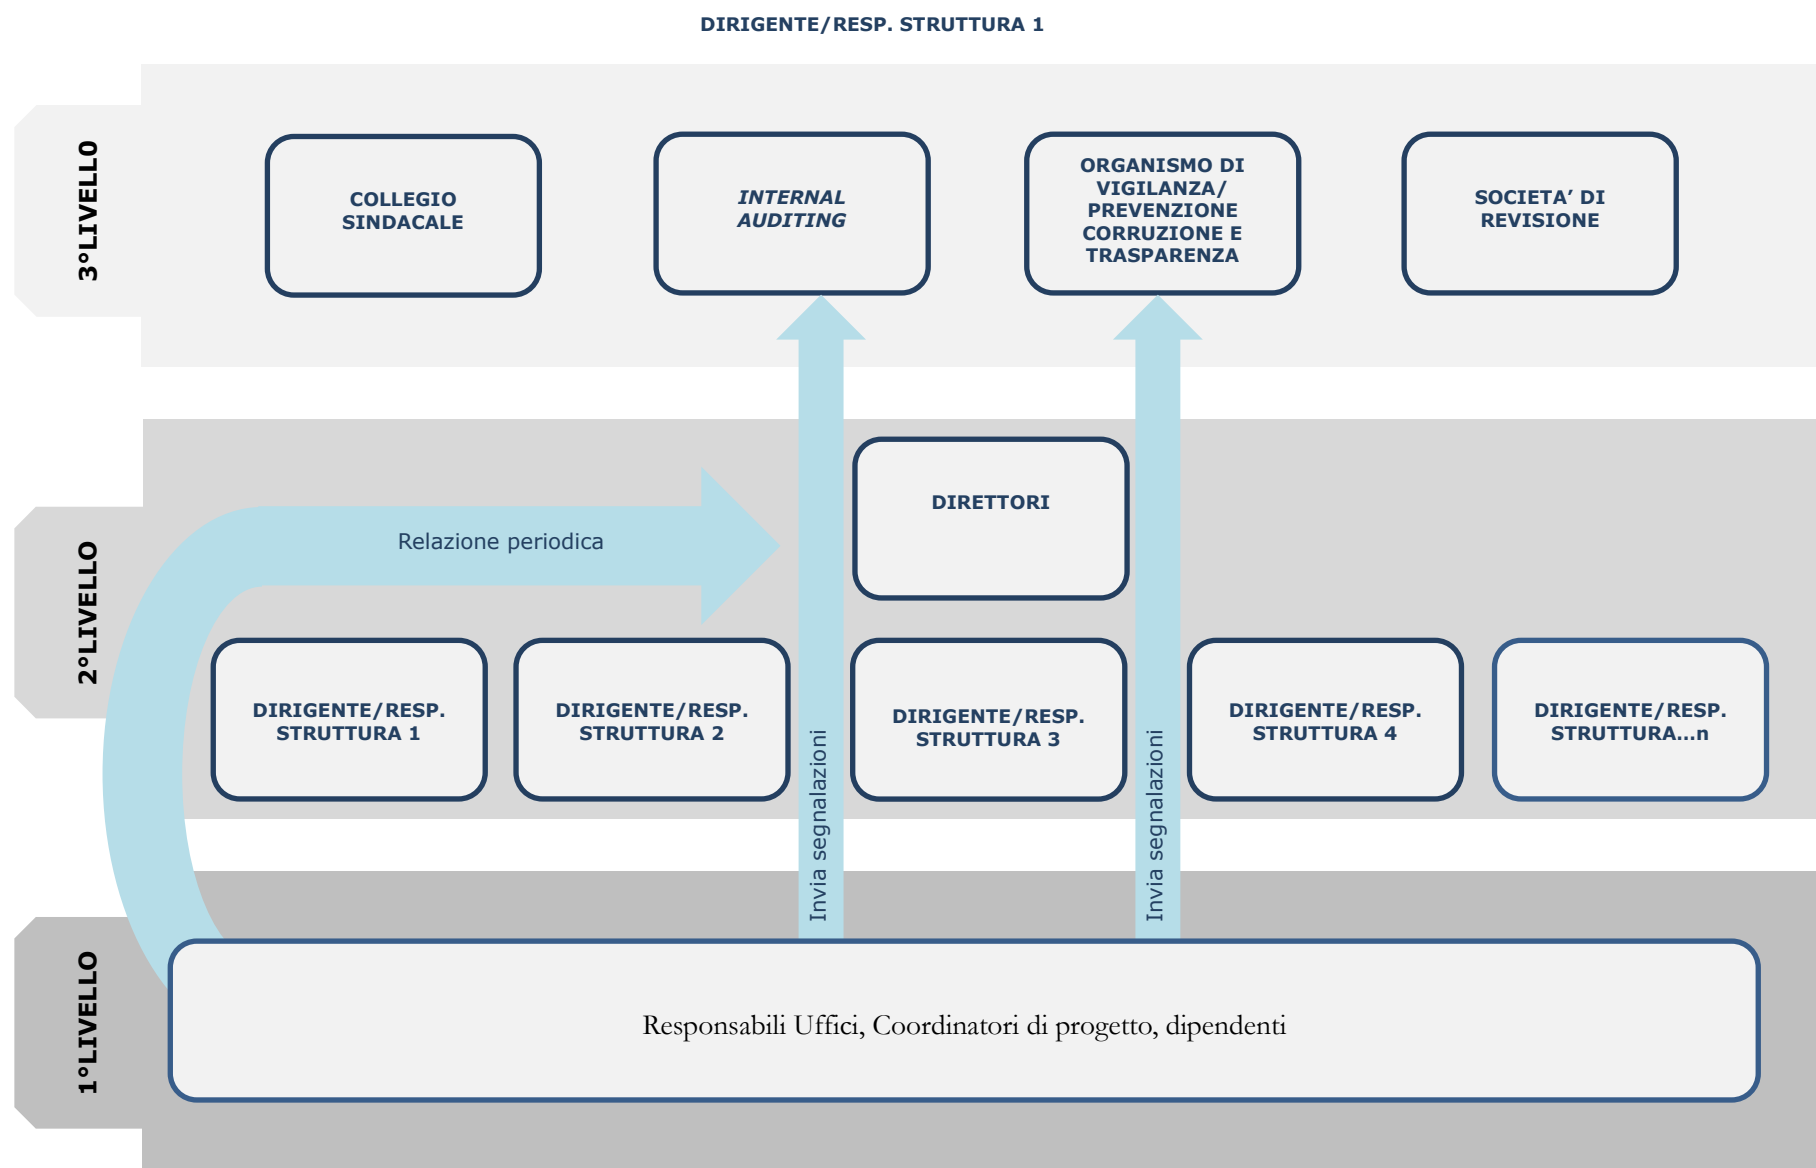 DIRIGENTE/RESP. STRUTTURA 1
3°LIVELL0
COLLEGIO
SINDACALE
INTERNAL
AUDITING
ORGANISMO DI
VIGILANZA/
PREVENZIONE
CORRUZIONE E
TRASPARENZA
SOCIETA’ DI
REVISIONE
2°LIVELLO
DIRETTORI
Relazione periodica
DIRIGENTE/RESP.
STRUTTURA 1
DIRIGENTE/RESP.
STRUTTURA 2
Invia segnalazioni
DIRIGENTE/RESP.
STRUTTURA 3
Invia segnalazioni
DIRIGENTE/RESP.
STRUTTURA 4
DIRIGENTE/RESP.
STRUTTURA...n
1°LIVELLO
Responsabili Uffici, Coordinatori di progetto, dipendenti